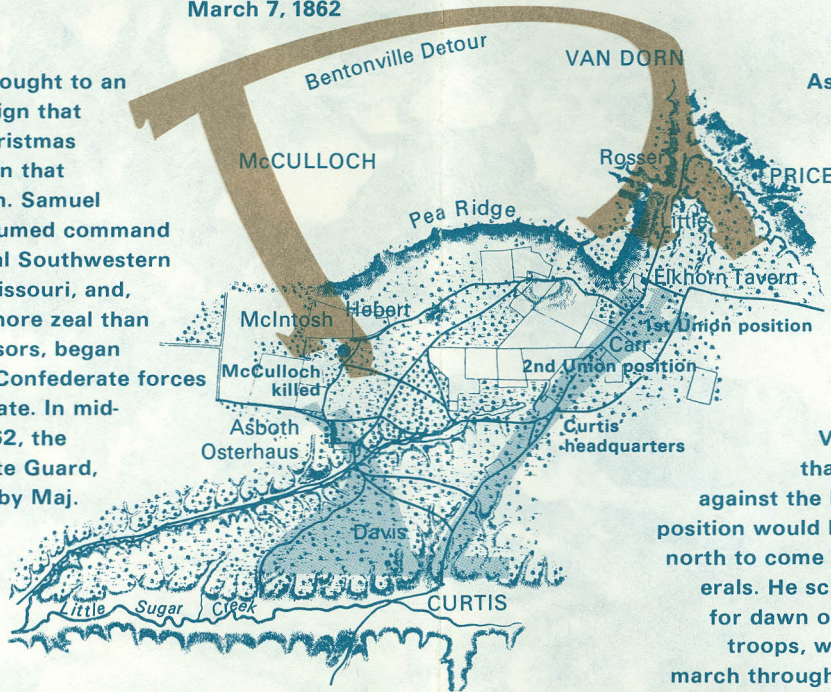 March 7, 1862
Bentonville Detour
VAN DORN
McCULLOCH
Rosser
PRICE
Little
Pea Ridge
Elkhorn Tavern
McIntosh
Hebert
1st Union position
Carr
McCulloch
killed
2nd Union position
Asboth
Osterhaus
Curtis'
headquarters
Davis
Little Sugar Creek
CURTIS
ought to an
ign that
ristmas
n that
n. Samuel
umed command
al Southwestern
issouri, and,
more zeal than
sors, began
Confederate forces
ate. In mid-
62, the
te Guard,
by Maj.
As
V
tha
against the
position would
north to come
erals. He sc
for dawn o
troops, w
march through